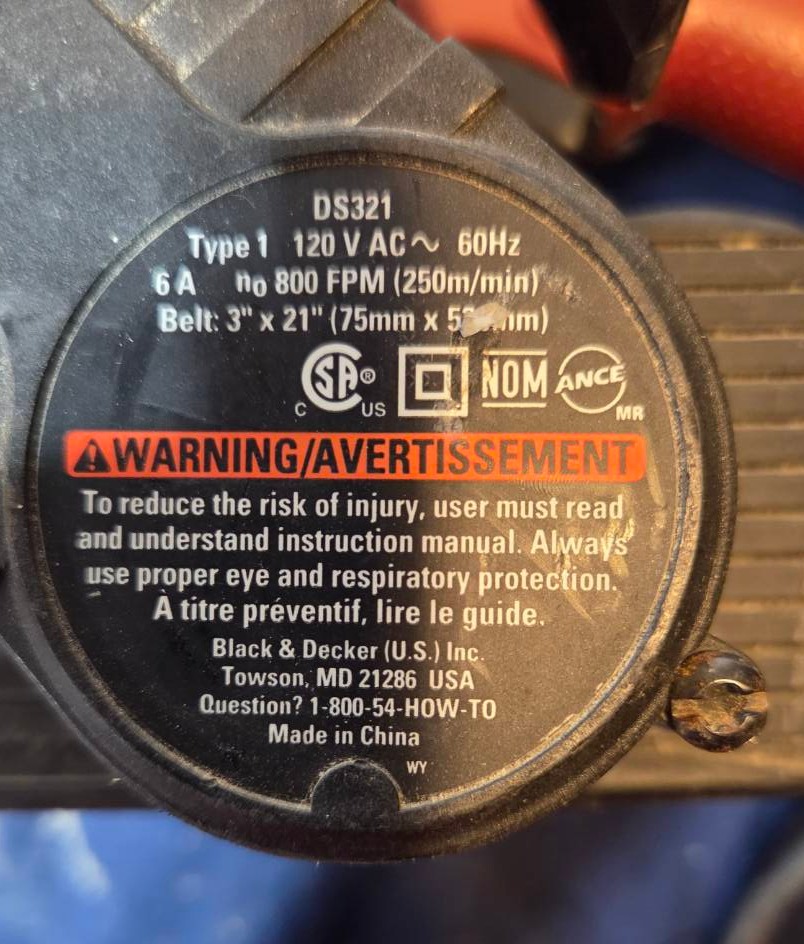 DS321
Type 1 120 V AC～ 60Hz
6 A no 800 FPM (250m/min)
Belt: 3" x 21" (75mm x
C SA® US NOM ANCE MR
WARNING/AVERTISSEMENT
To reduce the risk of injury, user must read
and understand instruction manual. Always
use proper eye and respiratory protection.
À titre préventif, lire le guide.
Black & Decker (U.S.) Inc.
Towson, MD 21286 USA
Question? 1-800-54-HOW-TO
Made in China
WY